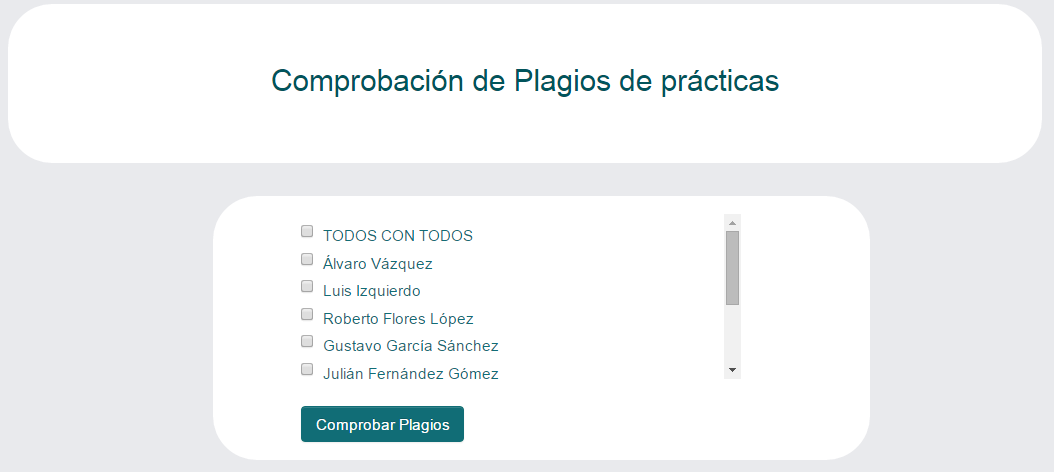 Comprobación de Plagios de prácticas
TODOS CON TODOS
Álvaro Vázquez
Luis Izquierdo
Roberto Flores López
Gustavo García Sánchez
Julián Fernández Gómez
Comprobar Plagios